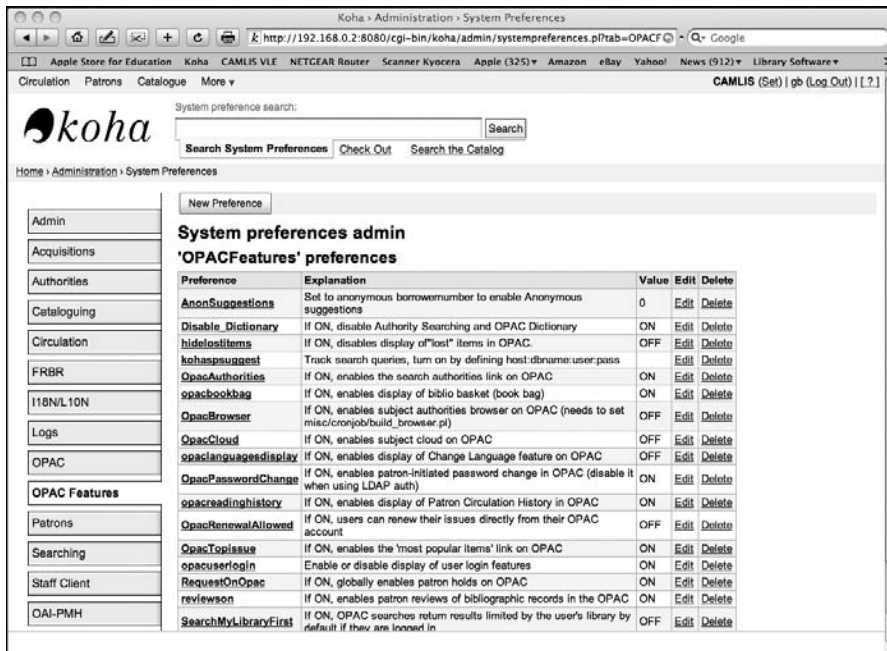 Koha › Administration › System Preferences
http://192.168.0.2:8080/cgi-bin/koha/admin/systempreferences.pl?tab=OPACF
Google
Apple Store for Education Koha CAMLIS VLE NETGEAR Router Scanner Kyocera Apple (325) Amazon eBay Yahoo! News (912) Library Software
Circulation Patrons Catalogue More
CAMLIS (Set) | gb (Log Out) | [ ? ]
koha
System preference search:
Search
Search System Preferences Check Out Search the Catalog
Home › Administration › System Preferences
Admin
Acquisitions
Authorities
Cataloguing
Circulation
FRBR
I18N/L10N
Logs
OPAC
OPAC Features
Patrons
Searching
Staff Client
OAI-PMH
New Preference
System preferences admin
'OPACFeatures' preferences
Preference Explanation Value Edit Delete
AnonSuggestions Set to anonymous borrowernumber to enable Anonymous suggestions 0 Edit Delete
Disable_Dictionary If ON, disable Authority Searching and OPAC Dictionary ON Edit Delete
hidelostitems If ON, disables display of"lost" items in OPAC. OFF Edit Delete
kohaspsuggest Track search queries, turn on by defining host:dbname:user:pass Edit Delete
OpacAuthorities If ON, enables the search authorities link on OPAC ON Edit Delete
opacbookbag If ON, enables display of biblio basket (book bag) ON Edit Delete
OpacBrowser If ON, enables subject authorities browser on OPAC (needs to set misc/cronjob/build_browser.pl) OFF Edit Delete
OpacCloud If ON, enables subject cloud on OPAC OFF Edit Delete
opaclanguagesdisplay If ON, enables display of Change Language feature on OPAC OFF Edit Delete
OpacPasswordChange If ON, enables patron-initiated password change in OPAC (disable it when using LDAP auth) ON Edit Delete
opacreadinghistory If ON, enables display of Patron Circulation History in OPAC ON Edit Delete
OpacRenewalAllowed If ON, users can renew their issues directly from their OPAC account OFF Edit Delete
OpacTopissue If ON, enables the 'most popular items' link on OPAC ON Edit Delete
opacuserlogin Enable or disable display of user login features ON Edit Delete
RequestOnOpac If ON, globally enables patron holds on OPAC ON Edit Delete
reviewson If ON, enables patron reviews of bibliographic records in the OPAC ON Edit Delete
SearchMyLibraryFirst If ON, OPAC searches return results limited by the user's library by default if they are logged in OFF Edit Delete